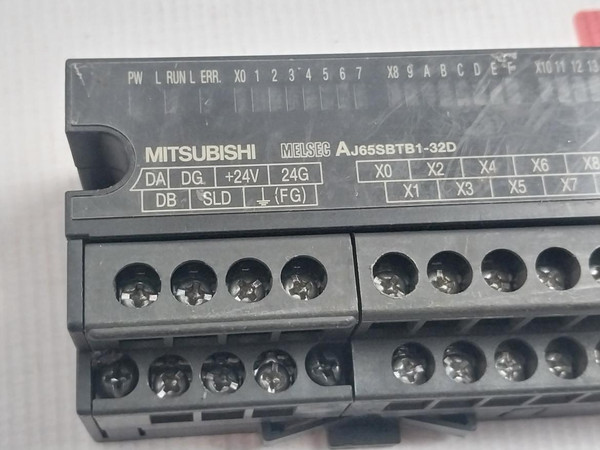 PW L RUN L ERR. X0 1 2 3 4 5 6 7 X8 9 A B C D E F X10 11 12 13
MITSUBISHI MELSEC AJ65SBTB1-32D
DA DG +24V 24G X0 X2 X4 X6 X8
DB SLD (FG) X1 X3 X5 X7